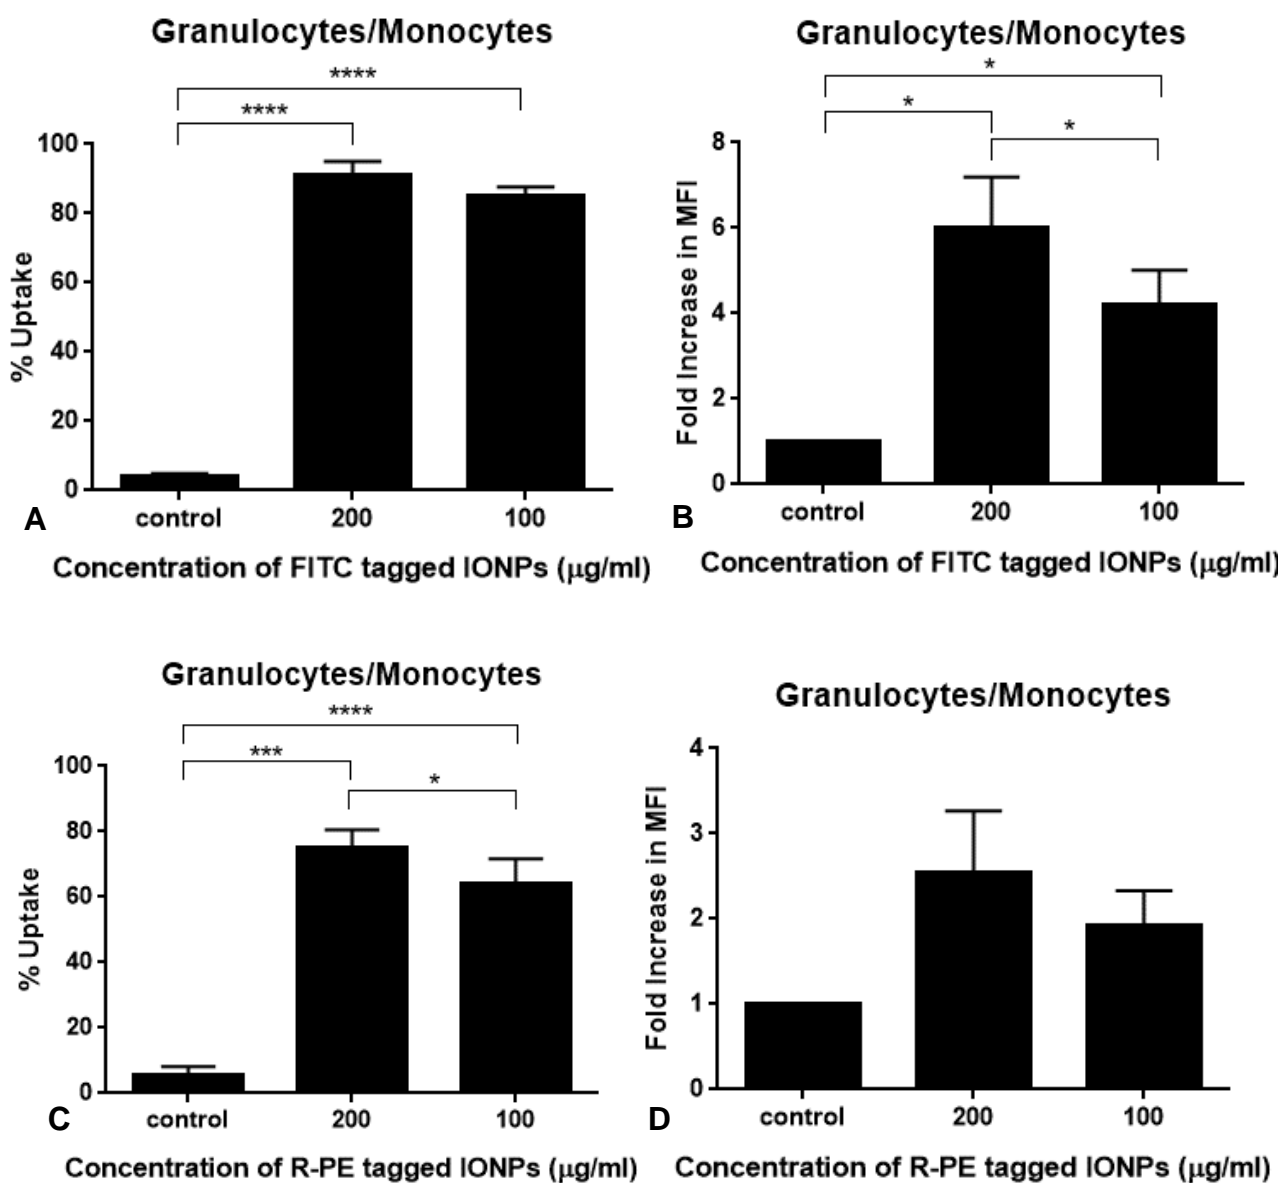 Granulocytes/Monocytes
****
****
100
80
60
40
20
0
% Uptake
control
200
100
A
Concentration of FITC tagged IONPs (μg/ml)
Granulocytes/Monocytes
*
*
*
8
6
4
2
0
Fold Increase in MFI
control
200
100
B
Concentration of FITC tagged IONPs (μg/ml)
Granulocytes/Monocytes
****
***
*
100
80
60
40
20
0
% Uptake
control
200
100
C
Concentration of R-PE tagged IONPs (μg/ml)
Granulocytes/Monocytes
4
3
2
1
0
Fold Increase in MFI
control
200
100
D
Concentration of R-PE tagged IONPs (μg/ml)